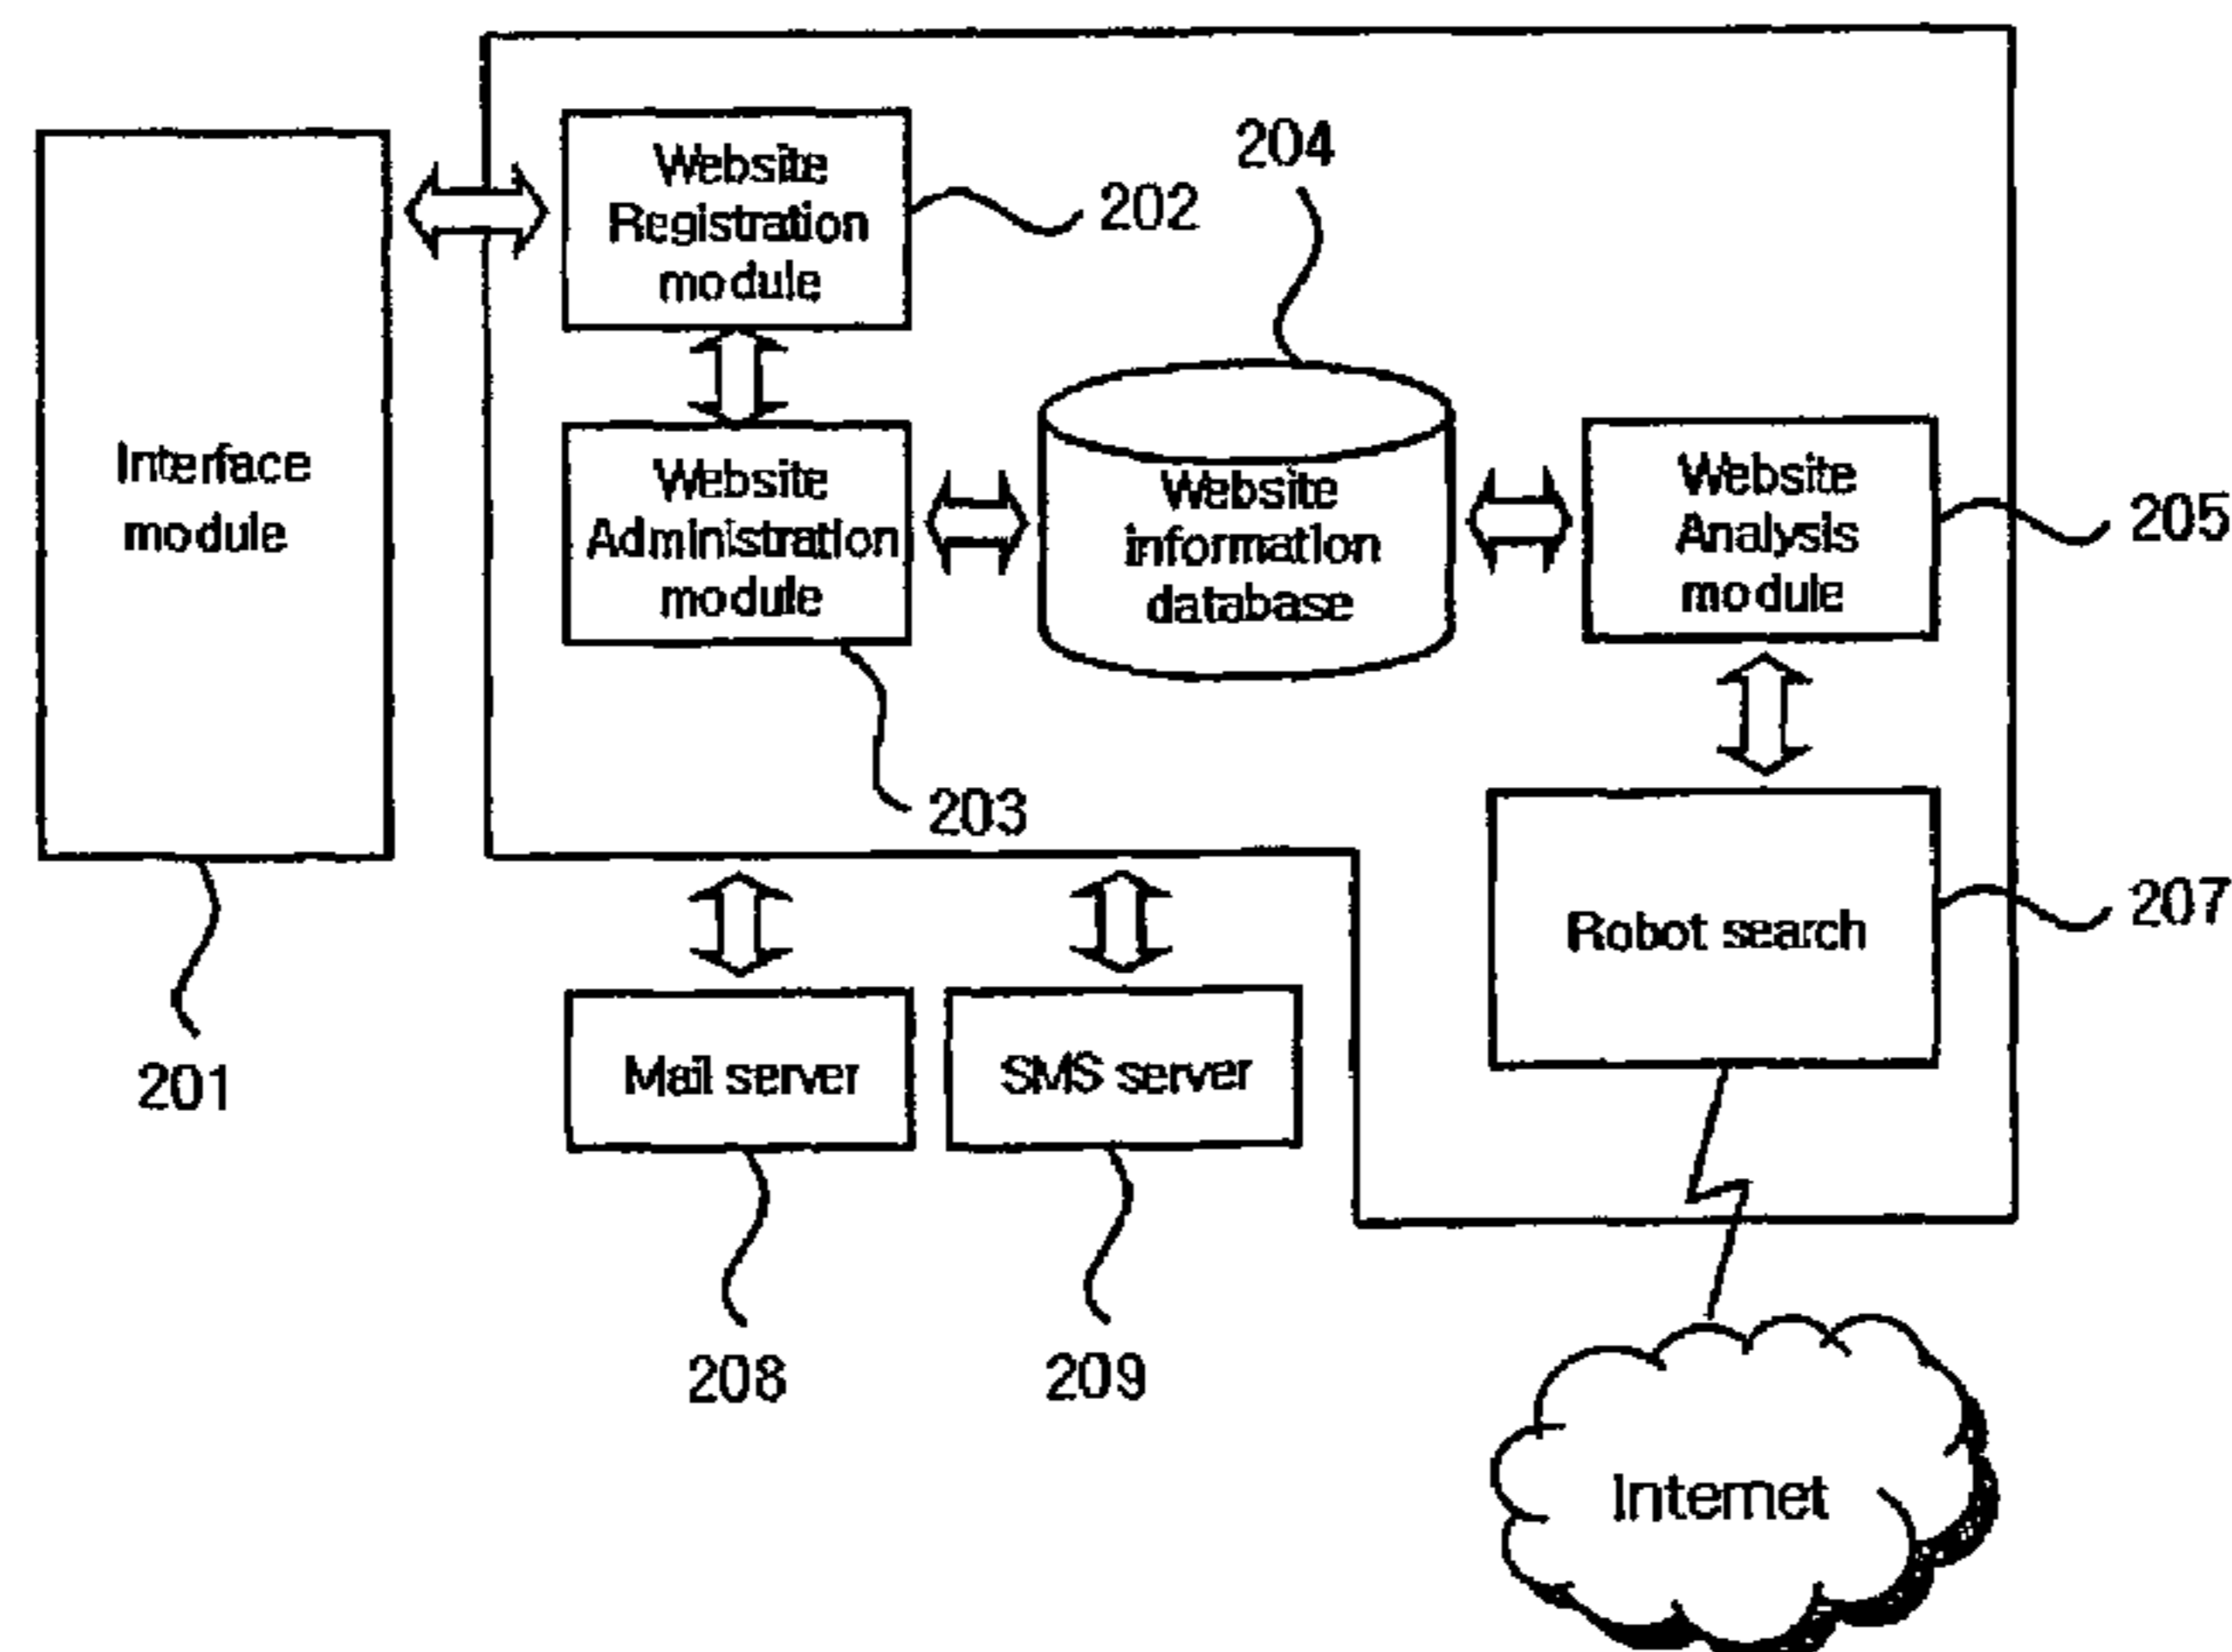 Website
Registration
module
202
204
Interface
module
Website
Administration
module
Website
information
database
Website
Analysis
module
205
203
Robot search
207
201
Mail server
SMS server
208
209
Internet